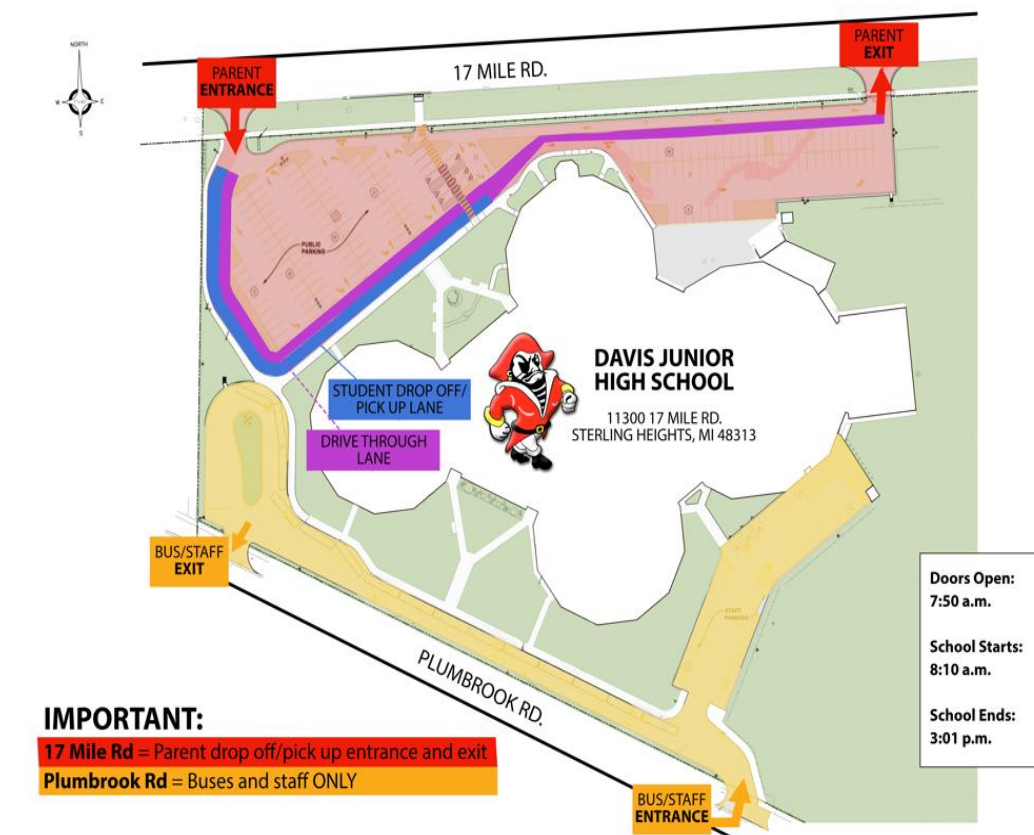 NORTH
W
E
S
17 MILE RD.
PARENT
ENTRANCE
PARENT
EXIT
PUBLIC
PARKING
STUDENT DROP OFF/
PICK UP LANE
DRIVE THROUGH
LANE
DAVIS JUNIOR
HIGH SCHOOL
11300 17 MILE RD.
STERLING HEIGHTS, MI 48313
BUS/STAFF
EXIT
STAFF
PARKING
PLUMBROOK RD.
Doors Open:
7:50 a.m.
School Starts:
8:10 a.m.
School Ends:
3:01 p.m.
IMPORTANT:
17 Mile Rd = Parent drop off/pick up entrance and exit
Plumbrook Rd = Buses and staff ONLY
BUS/STAFF
ENTRANCE